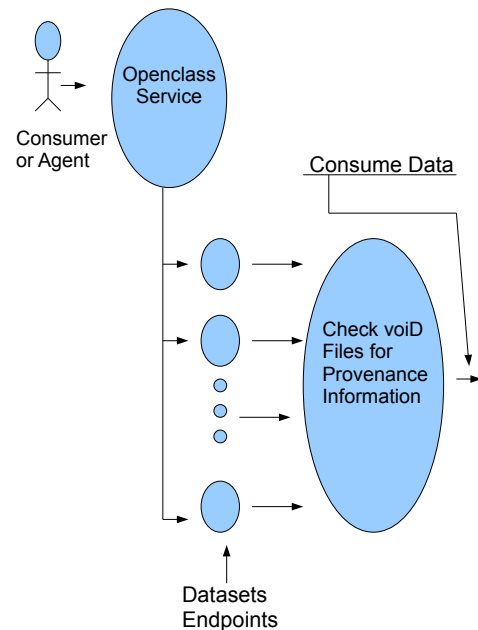 Openclass
Service
Consumer
or Agent
Consume Data
Check voiD
Files for
Provenance
Information
Datasets
Endpoints